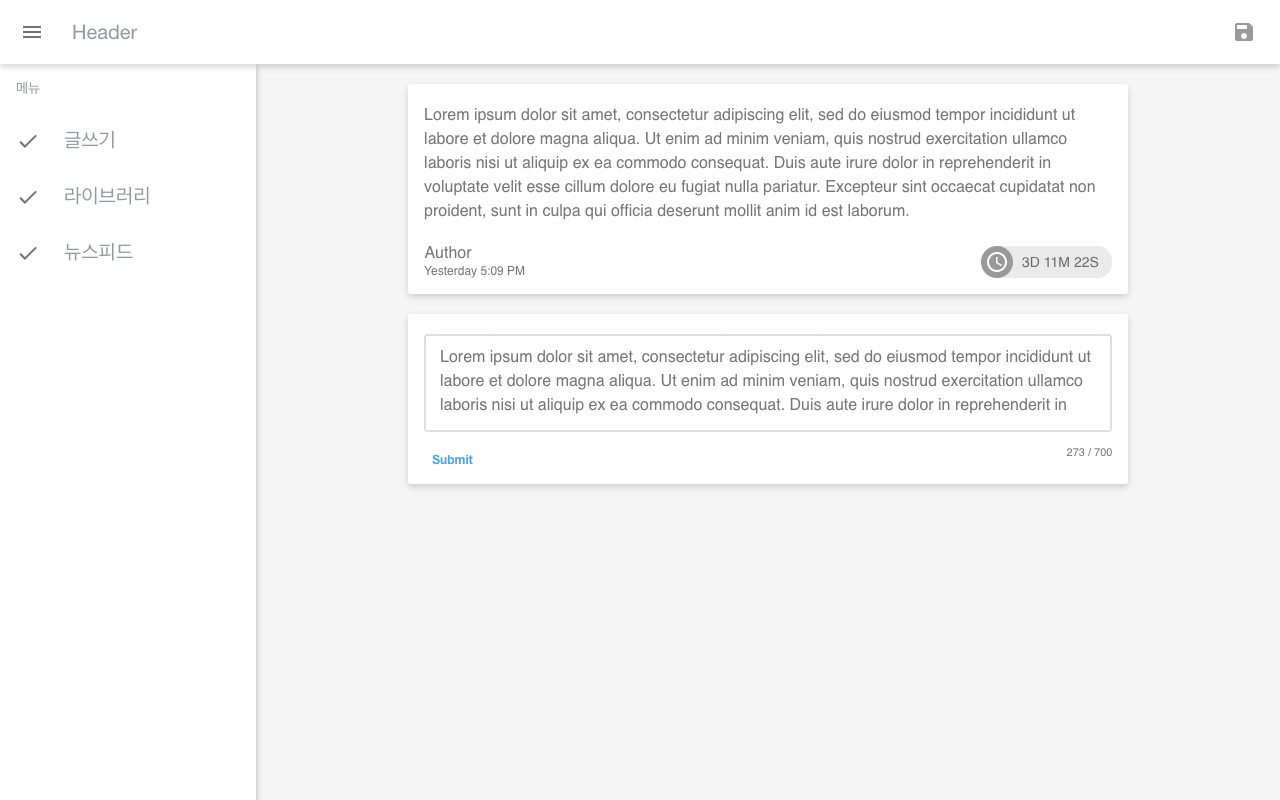 Header
메뉴
글쓰기
라이브러리
뉴스피드
Lorem ipsum dolor sit amet, consectetur adipiscing elit, sed do eiusmod tempor incididunt ut
labore et dolore magna aliqua. Ut enim ad minim veniam, quis nostrud exercitation ullamco
laboris nisi ut aliquip ex ea commodo consequat. Duis aute irure dolor in reprehenderit in
voluptate velit esse cillum dolore eu fugiat nulla pariatur. Excepteur sint occaecat cupidatat non
proident, sunt in culpa qui officia deserunt mollit anim id est laborum.
Author
Yesterday 5:09 PM
3D 11M 22S
Lorem ipsum dolor sit amet, consectetur adipiscing elit, sed do eiusmod tempor incididunt ut
labore et dolore magna aliqua. Ut enim ad minim veniam, quis nostrud exercitation ullamco
laboris nisi ut aliquip ex ea commodo consequat. Duis aute irure dolor in reprehenderit in
Submit
273 / 700